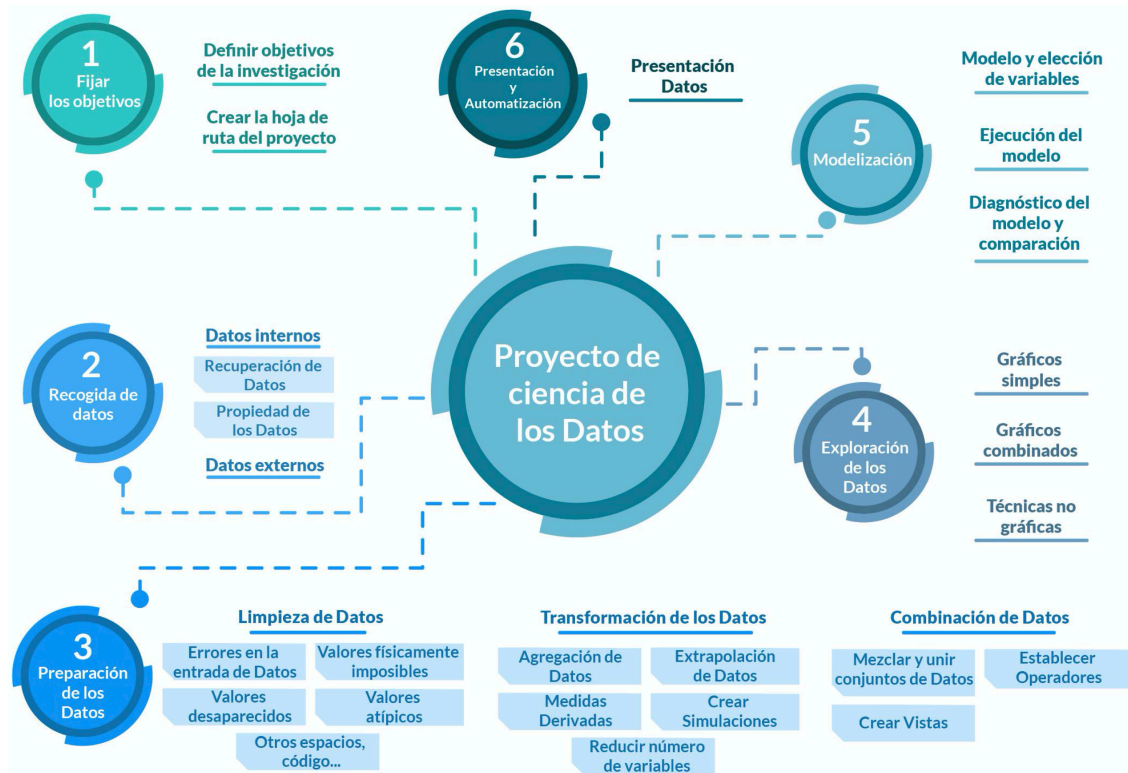 1
Fijar
los objetivos
Definir objetivos
de la investigación
Crear la hoja de
ruta del proyecto
6
Presentación
y
Automatización
Presentación
Datos
5
Modelización
Modelo y elección
de variables
Ejecución del
modelo
Diagnóstico del
modelo y
comparación
Proyecto de
ciencia de
los Datos
2
Recogida de
datos
Datos internos
Recuperación de
Datos
Propiedad de
los Datos
Datos externos
4
Exploración
de los
Datos
Gráficos
simples
Gráficos
combinados
Técnicas no
gráficas
3
Preparación
de los
Datos
Limpieza de Datos
Errores en la
entrada de Datos
Valores físicamente
imposibles
Valores
desaparecidos
Valores
atípicos
Otros espacios,
código...
Transformación de los Datos
Agregación de
Datos
Extrapolación
de Datos
Medidas
Derivadas
Crear
Simulaciones
Reducir número
de variables
Combinación de Datos
Mezclar y unir
conjuntos de Datos
Establecer
Operadores
Crear Vistas